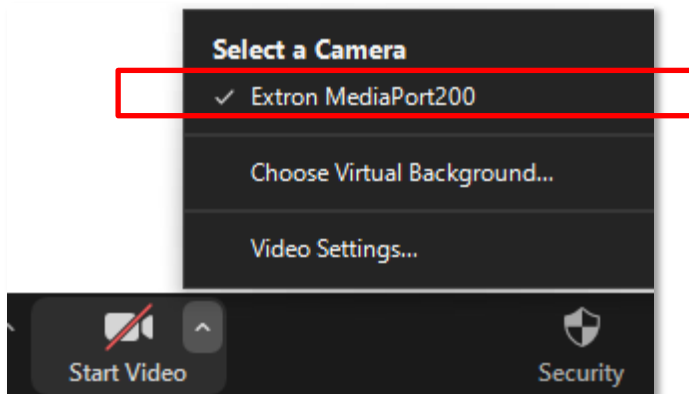 Select a Camera
Extron MediaPort200
Choose Virtual Background...
Video Settings...
Start Video
Security